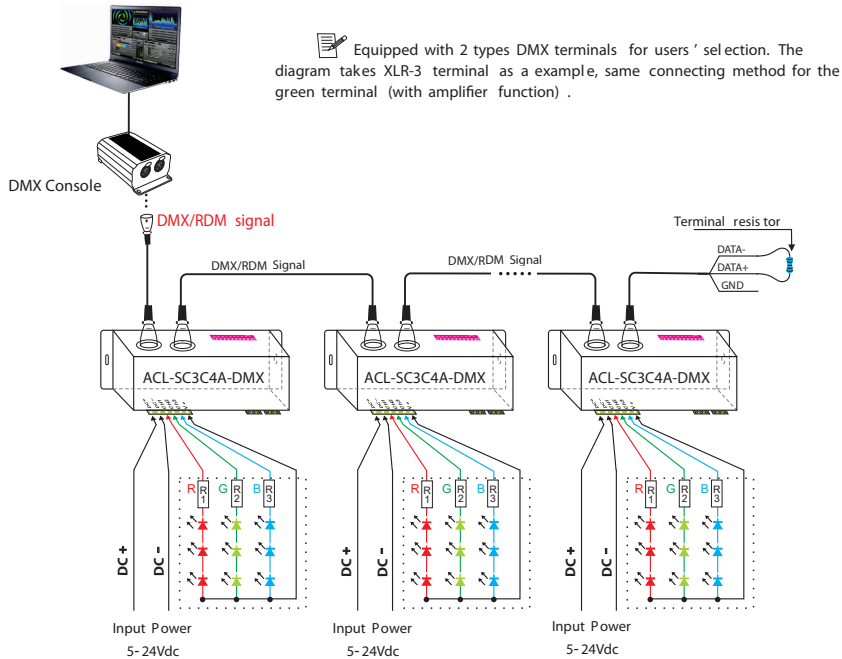 Equipped with 2 types DMX terminals for users ' selection. The
diagram takes XLR-3 terminal as a example, same connecting method for the
green terminal (with amplifier function) .
DMX Console
DMX/RDM signal
Terminal resis tor
DMX/RDM Signal
DMX/RDM Signal
DATA-
DATA+
GND
ACL-SC3C4A-DMX
ACL-SC3C4A-DMX
ACL-SC3C4A-DMX
R R1 G R2 B R3
R R1 G R2 B R3
R R1 G R2 B R3
DC + DC -
DC + DC -
DC + DC -
Input Power
5-24Vdc
Input Power
5-24Vdc
Input Power
5-24Vdc